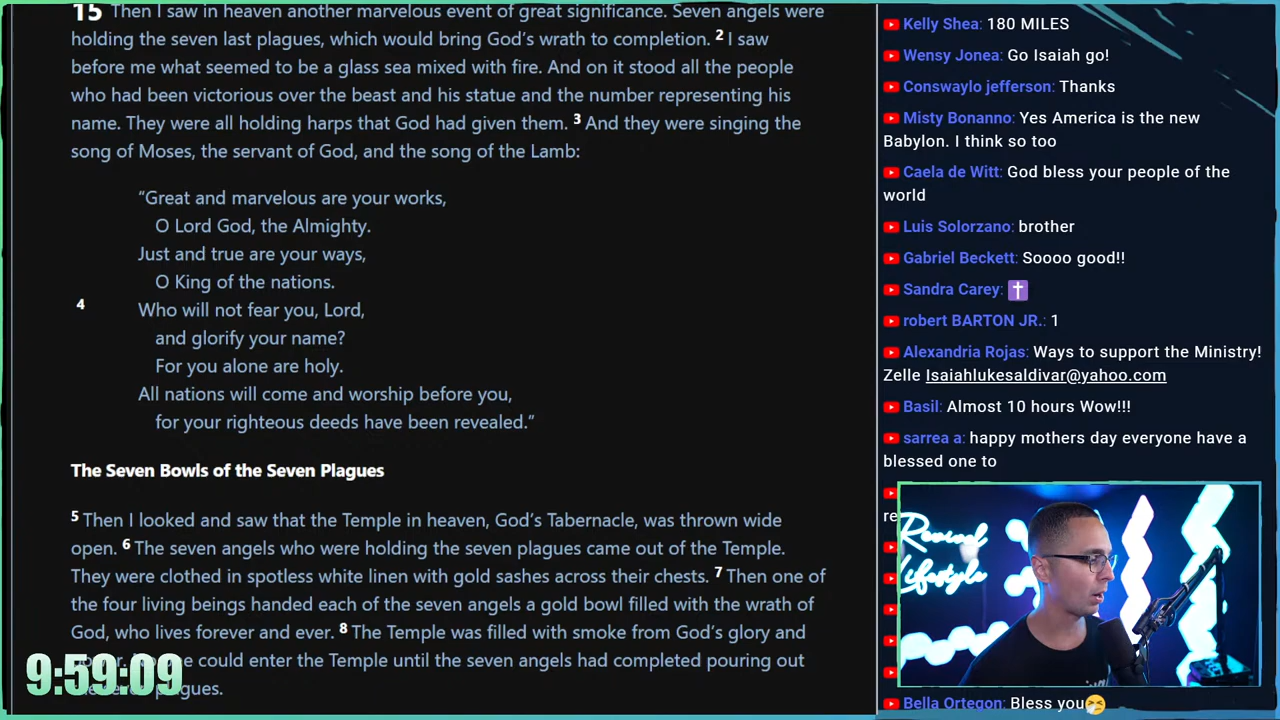 15 Then I saw in heaven another marvelous event of great significance. Seven angels were
holding the seven last plagues, which would bring God's wrath to completion. 2 I saw
before me what seemed to be a glass sea mixed with fire. And on it stood all the people
who had been victorious over the beast and his statue and the number representing his
name. They were all holding harps that God had given them. 3 And they were singing the
song of Moses, the servant of God, and the song of the Lamb:
“Great and marvelous are your works,
O Lord God, the Almighty.
Just and true are your ways,
O King of the nations.
4 Who will not fear you, Lord,
and glorify your name?
For you alone are holy.
All nations will come and worship before you,
for your righteous deeds have been revealed.”
The Seven Bowls of the Seven Plagues
5 Then I looked and saw that the Temple in heaven, God's Tabernacle, was thrown wide
open. 6 The seven angels who were holding the seven plagues came out of the Temple.
They were clothed in spotless white linen with gold sashes across their chests. 7 Then one of
the four living beings handed each of the seven angels a gold bowl filled with the wrath of
God, who lives forever and ever. 8 The Temple was filled with smoke from God's glory and
could enter the Temple until the seven angels had completed pouring out
plagues.
9:59:09
Kelly Shea: 180 MILES
Wensy Jonea: Go Isaiah go!
Conswaylo jefferson: Thanks
Misty Bonanno: Yes America is the new
Babylon. I think so too
Caela de Witt: God bless your people of the
world
Luis Solorzano: brother
Gabriel Beckett: Soooo good!!
Sandra Carey: ✝️
robert BARTON JR.: 1
Alexandria Rojas: Ways to support the Ministry!
Zelle Isaiahlukesaldivar@yahoo.com
Basil: Almost 10 hours Wow!!!
sarrea a: happy mothers day everyone have a
blessed one to
re
Revival
Lifestyle
Bella Ortegon: Bless you🤧